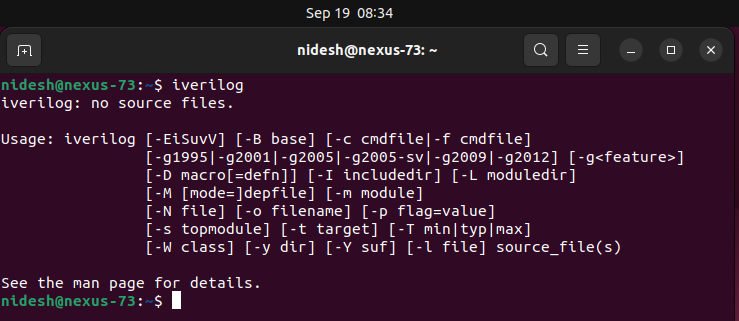 Sep 19 08:34
nidesh@nexus-73: ~
nidesh@nexus-73:~$ iverilog
iverilog: no source files.
Usage: iverilog [-EiSuvV] [-B base] [-c cmdfile|-f cmdfile]
[-g1995|-g2001|-g2005|-g2005-sv|-g2009|-g2012] [-g<feature>]
[-D macro[=defn]] [-I includedir] [-L moduledir]
[-M [mode=]depfile] [-m module]
[-N file] [-o filename] [-p flag=value]
[-s topmodule] [-t target] [-T min|typ|max]
[-W class] [-y dir] [-Y suf] [-l file] source_file(s)
See the man page for details.
nidesh@nexus-73:~$